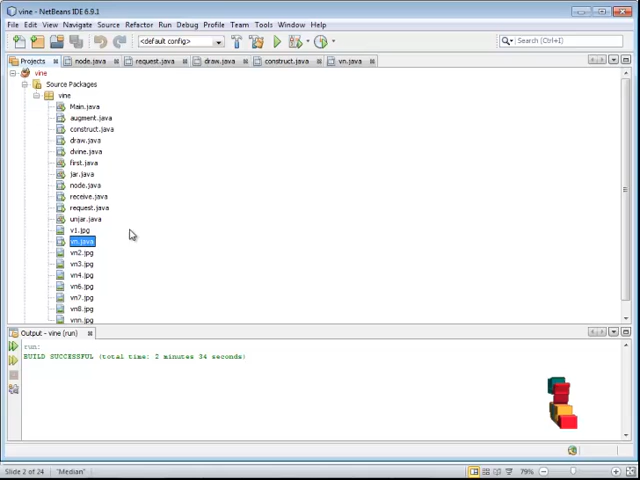 vine - NetBeans IDE 6.9.1
File Edit View Navigate Source Refactor Run Debug Profile Team Tools Window Help
<default config>
Search (Ctrl+I)
Projects
node.java
request.java
draw.java
construct.java
vn.java
vine
Source Packages
vine
Main.java
augment.java
construct.java
draw.java
dvine.java
first.java
jar.java
node.java
receive.java
request.java
unjar.java
v1.jpg
vn.java
vn2.jpg
vn3.jpg
vn4.jpg
vn6.jpg
vn7.jpg
vn8.jpg
vnn.jpg
Output - vine (run)
run:
BUILD SUCCESSFUL (total time: 2 minutes 34 seconds)
Slide 2 of 24
"Median"
79%